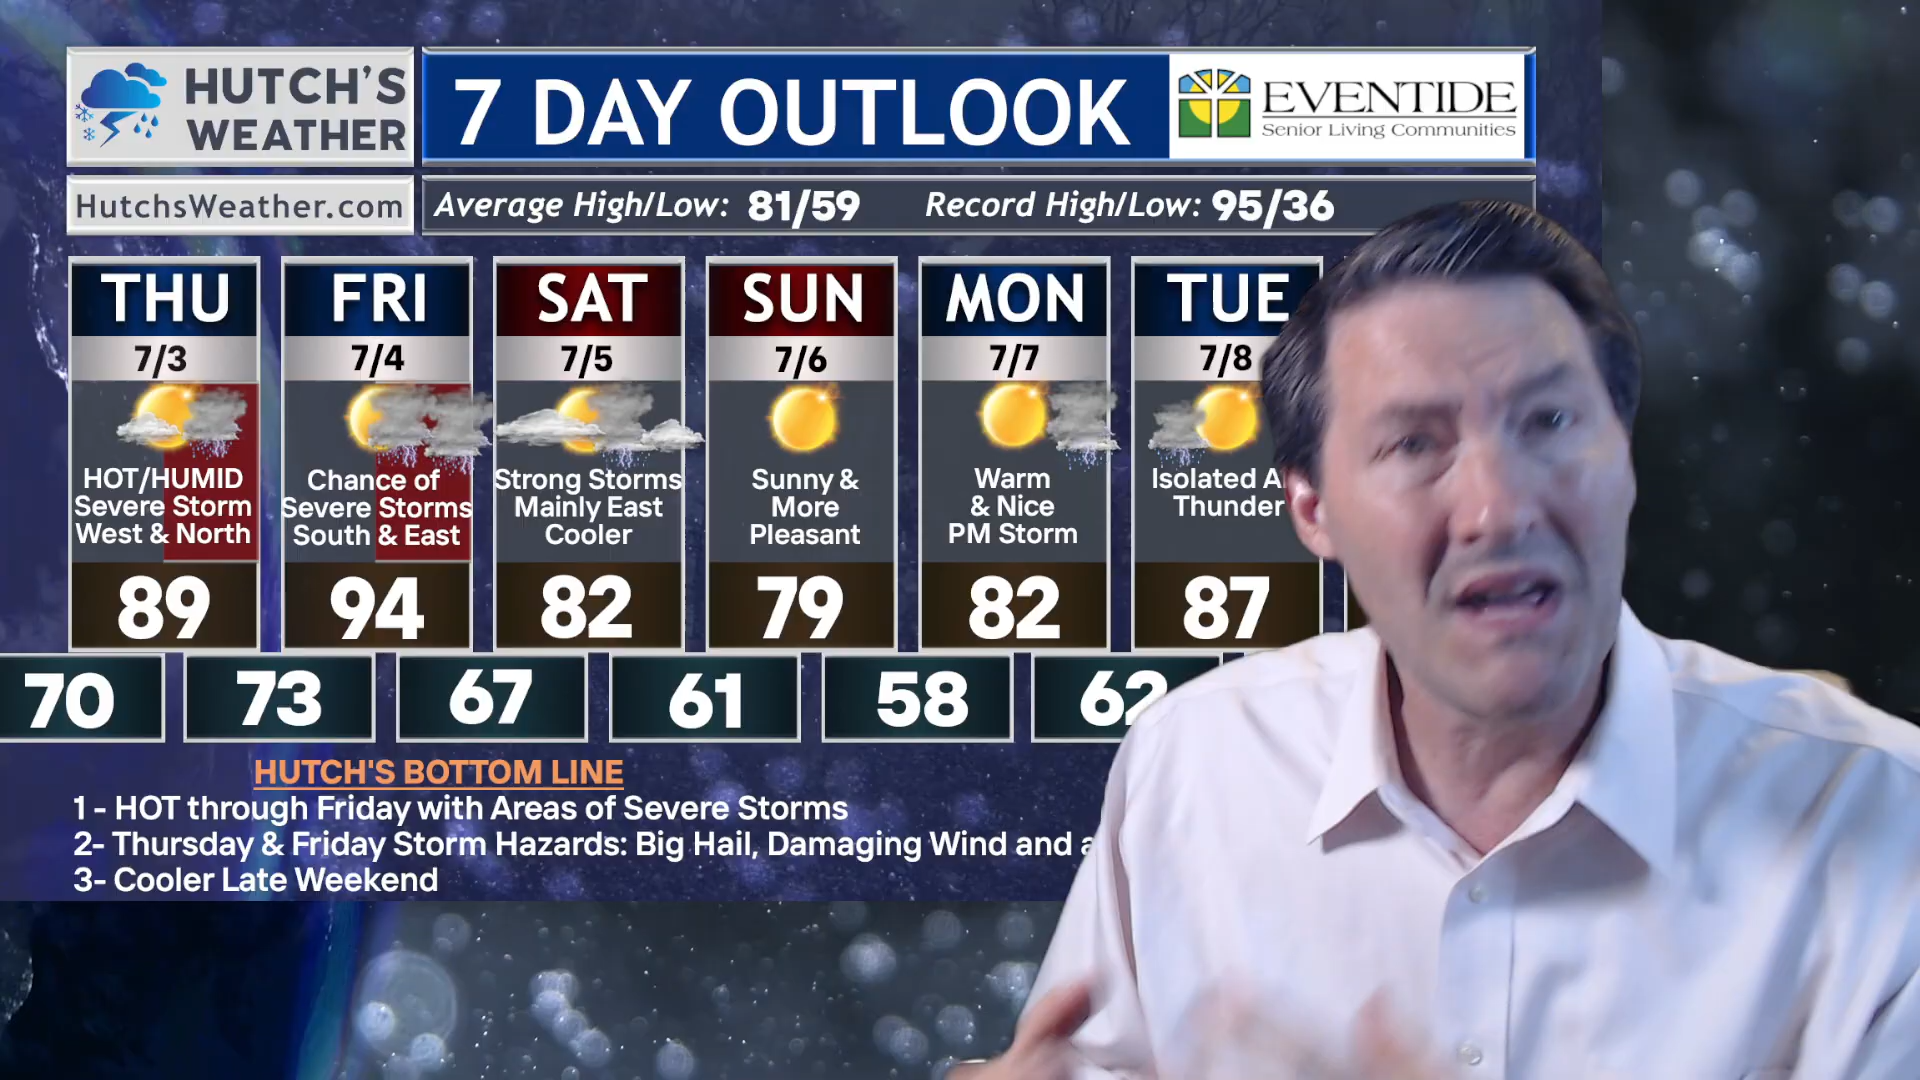 HUTCH'S
WEATHER
7 DAY OUTLOOK
EVENTIDE
Senior Living Communities
HutchsWeather.com
Average High/Low: 81/59
Record High/Low: 95/36
THU
7/3
HOT/HUMID
Severe Storm
West & North
89
FRI
7/4
Chance of
Severe Storms
South & East
94
SAT
7/5
Strong Storms
Mainly East
Cooler
82
SUN
7/6
Sunny &
More
Pleasant
79
MON
7/7
Warm
& Nice
PM Storm
82
TUE
7/8
Isolated
Thunder
87
70
73
67
61
58
62
HUTCH'S BOTTOM LINE
1 - HOT through Friday with Areas of Severe Storms
2- Thursday & Friday Storm Hazards: Big Hail, Damaging Wind and
3- Cooler Late Weekend